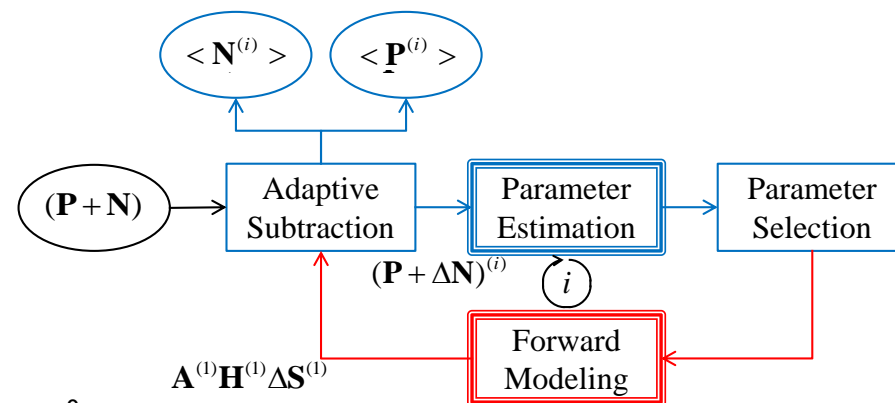 < N^(i) >
< P^(i) >
(P + N)
Adaptive
Subtraction
Parameter
Estimation
Parameter
Selection
(P + ΔN)^(i)
i
Forward
Modeling
A^(1)H^(1)ΔS^(1)